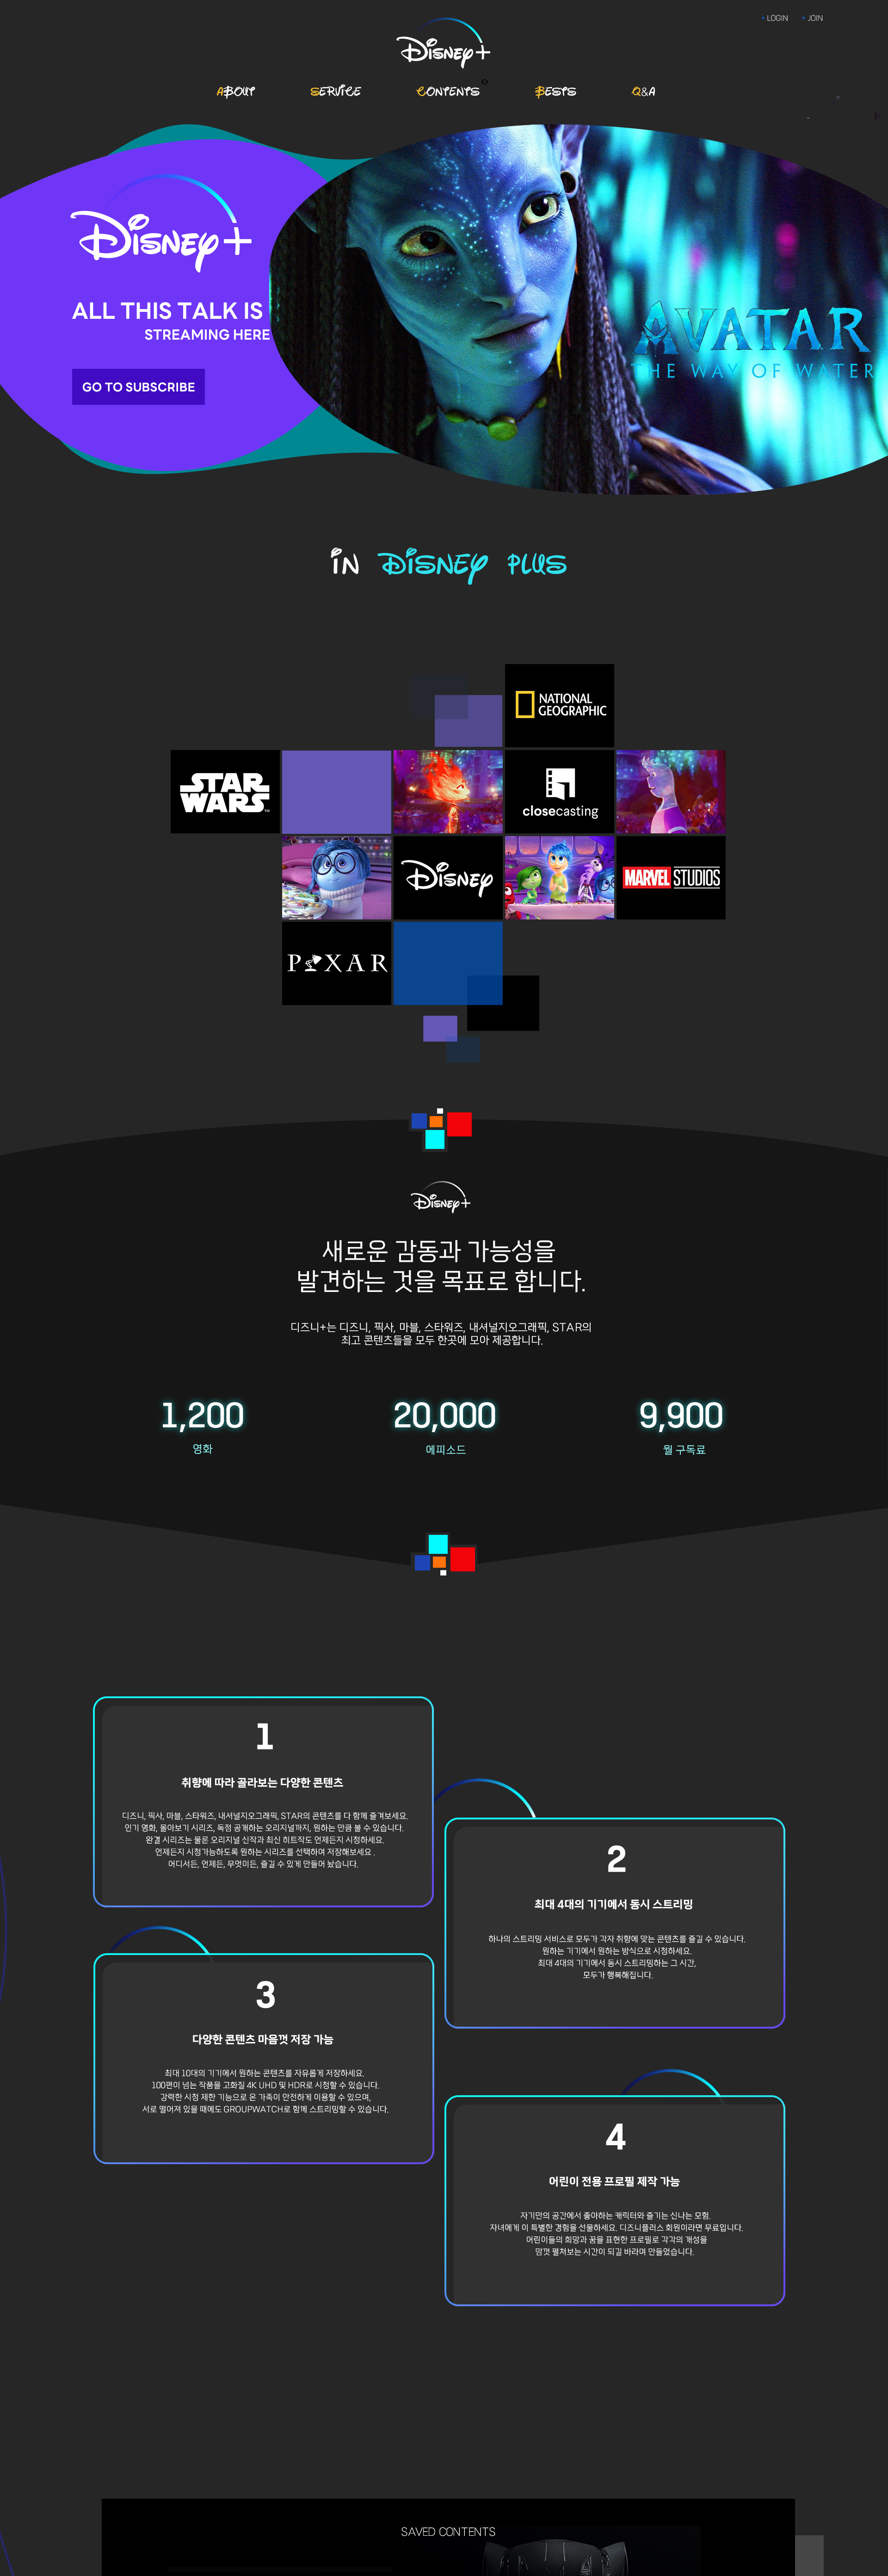 LOGIN
JOIN
Disney+
About
Service
Contents
Bests
Q&A
Disney+
ALL THIS TALK IS
STREAMING HERE
GO TO SUBSCRIBE
AVATAR
THE WAY OF WATER
iN Disney Plus
NATIONAL
GEOGRAPHIC
STAR
WARS
closecasting
Disney
MARVEL STUDIOS
PIXAR
Disney+
새로운 감동과 가능성을
발견하는 것을 목표로 합니다.
디즈니+는 디즈니, 픽사, 마블, 스타워즈, 내셔널지오그래픽, STAR의
최고 콘텐츠들을 모두 한곳에 모아 제공합니다.
1,200
20,000
9,900
영화
에피소드
월 구독료
1
취향에 따라 골라보는 다양한 콘텐츠
디즈니, 픽사, 마블, 스타워즈, 내셔널지오그래픽, STAR의 콘텐츠를 다 함께 즐겨보세요.
인기 영화, 몰아보기 시리즈, 독점 공개하는 오리지널까지, 원하는 만큼 볼 수 있습니다.
완결 시리즈는 물론 오리지널 신작과 최신 히트작도 언제든지 시청하세요.
언제든지 시청가능하도록 원하는 시리즈를 선택하여 저장해보세요 .
어디서든, 언제든, 무엇이든, 즐길 수 있게 만들어 놨습니다.
2
최대 4대의 기기에서 동시 스트리밍
하나의 스트리밍 서비스로 모두가 각자 취향에 맞는 콘텐츠를 즐길 수 있습니다.
원하는 기기에서 원하는 방식으로 시청하세요.
최대 4대의 기기에서 동시 스트리밍하는 그 시간,
모두가 행복해집니다.
3
다양한 콘텐츠 마음껏 저장 가능
최대 10대의 기기에서 원하는 콘텐츠를 자유롭게 저장하세요.
100편이 넘는 작품을 고화질 4K UHD 및 HDR로 시청할 수 있습니다.
강력한 시청 제한 기능으로 온 가족이 안전하게 이용할 수 있으며,
서로 떨어져 있을 때에도 GROUPWATCH로 함께 스트리밍할 수 있습니다.
4
어린이 전용 프로필 제작 가능
자기만의 공간에서 좋아하는 캐릭터와 즐기는 신나는 모험.
자녀에게 이 특별한 경험을 선물하세요. 디즈니플러스 회원이라면 무료입니다.
어린이들의 희망과 꿈을 표현한 프로필로 각각의 개성을
맘껏 펼쳐보는 시간이 되길 바라며 만들었습니다.
SAVED CONTENTS